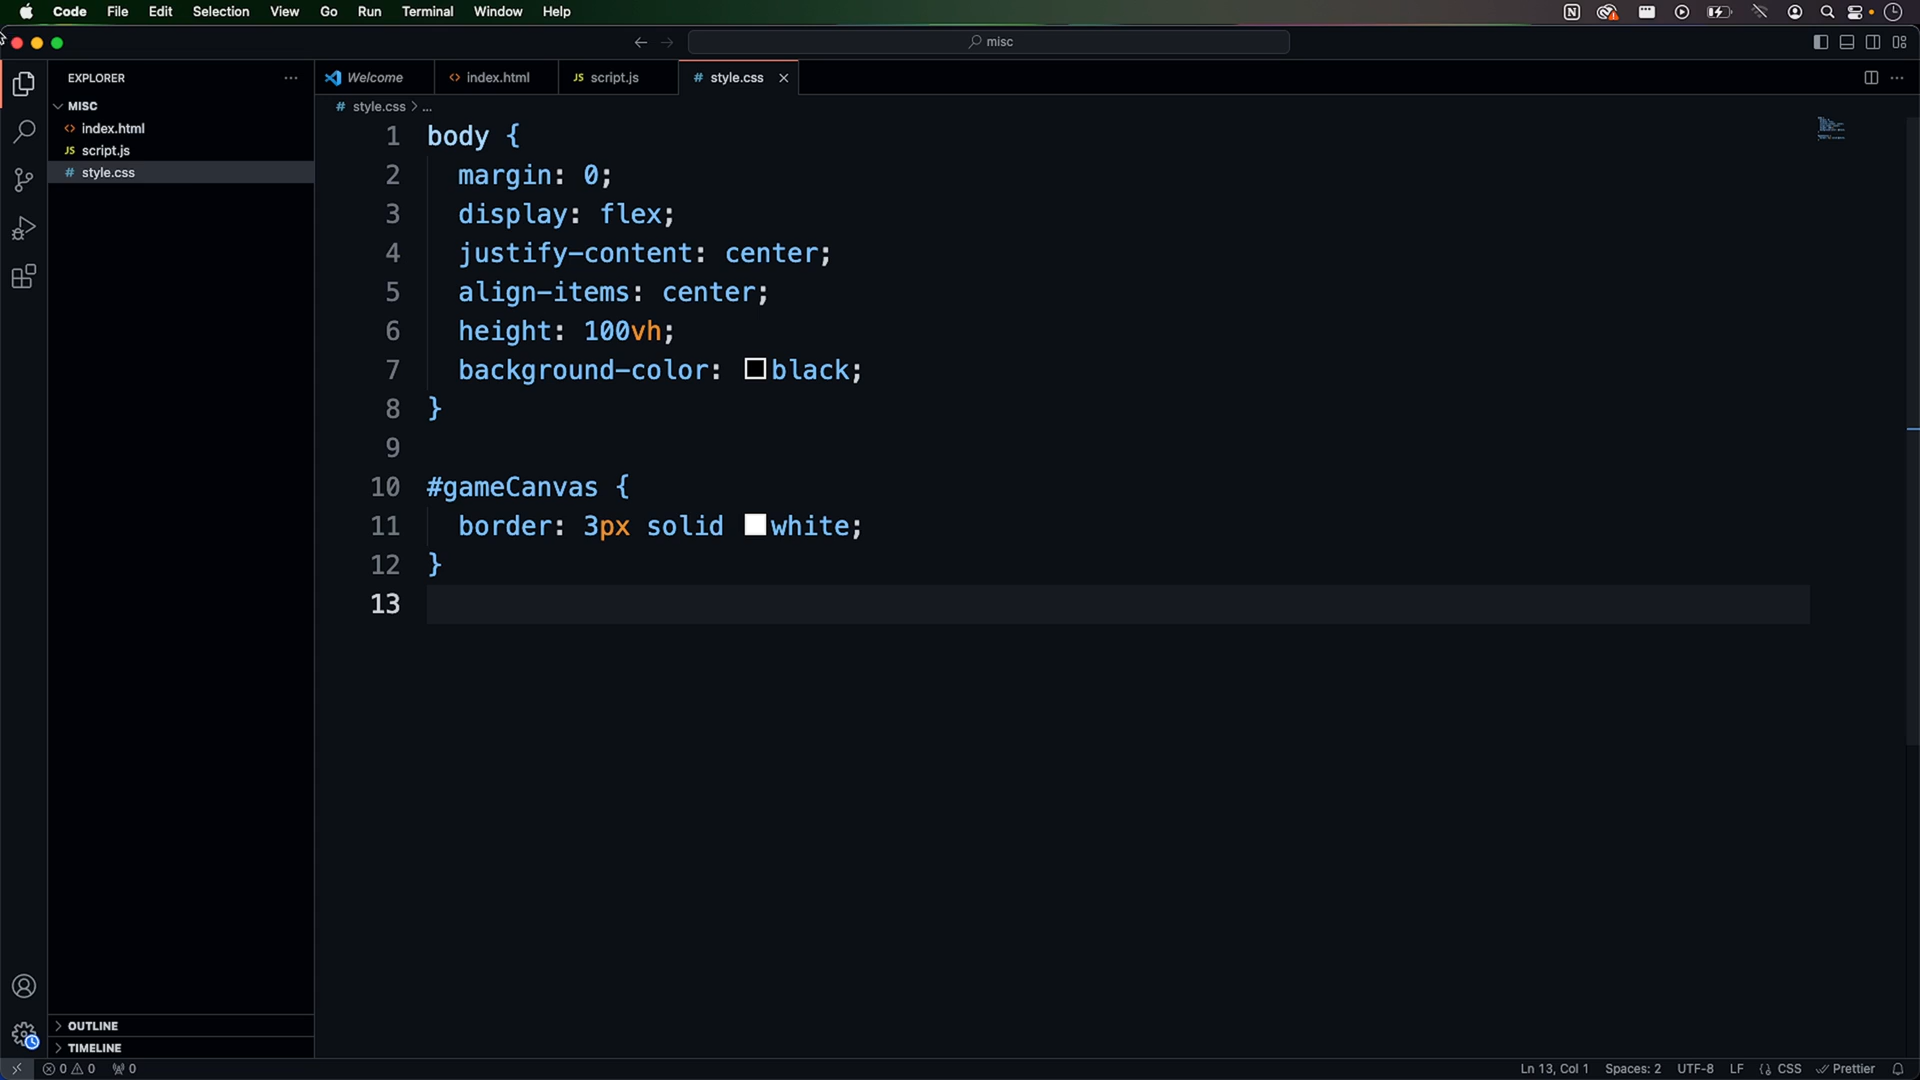 Code File Edit Selection View Go Run Terminal Window Help
misc
EXPLORER
MISC
index.html
JS script.js
# style.css
OUTLINE
TIMELINE
Welcome
index.html
JS script.js
# style.css
# style.css > ...
1 body {
2 margin: 0;
3 display: flex;
4 justify-content: center;
5 align-items: center;
6 height: 100vh;
7 background-color: black;
8 }
9
10 #gameCanvas {
11 border: 3px solid white;
12 }
13
0 0 0
Ln 13, Col 1 Spaces: 2 UTF-8 LF {} CSS Prettier